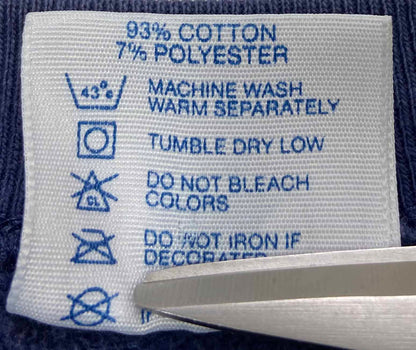 93% COTTON
7% POLYESTER
43°c MACHINE WASH
WARM SEPARATELY
TUMBLE DRY LOW
CL DO NOT BLEACH
COLORS
DO NOT IRON IF
DECORATED